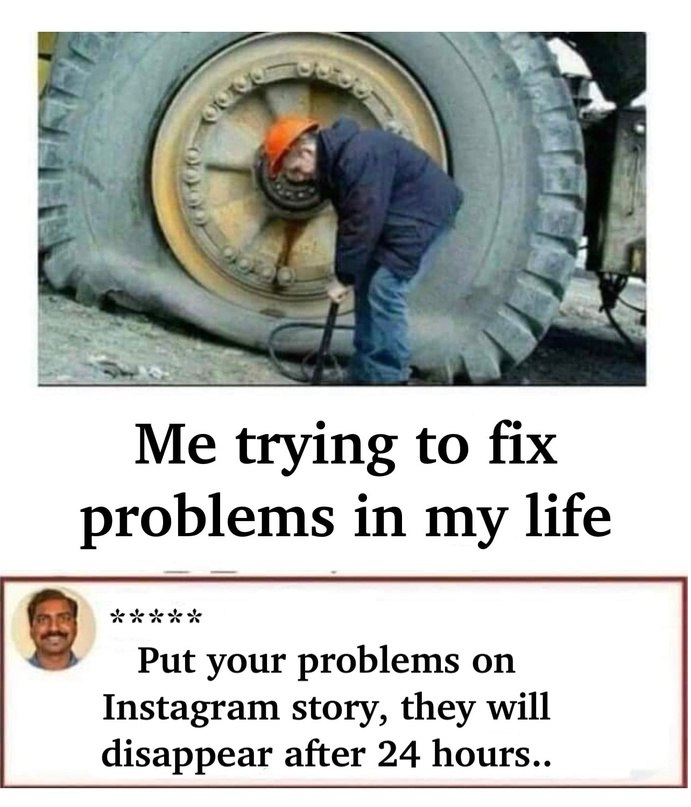 Me trying to fix
problems in my life
*****
Put your problems on
Instagram story, they will
disappear after 24 hours..